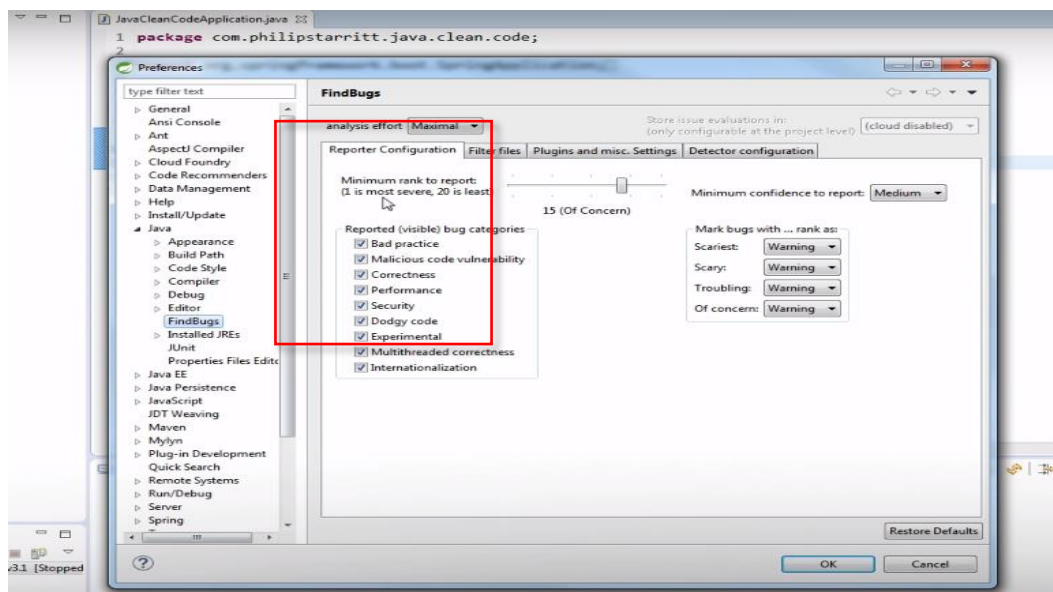 JavaCleanCodeApplication.java
1 package com.philipstarritt.java.clean.code;
2
Preferences
type filter text
General
Ansi Console
Ant
AspectJ Compiler
Cloud Foundry
Code Recommenders
Data Management
Help
Install/Update
Java
Appearance
Build Path
Code Style
Compiler
Debug
Editor
FindBugs
Installed JREs
JUnit
Properties Files Edito
Java EE
Java Persistence
JavaScript
JDT Weaving
Maven
Mylyn
Plug-in Development
Quick Search
Remote Systems
Run/Debug
Server
Spring
FindBugs
analysis effort Maximal
Store issue evaluations in:
(only configurable at the project level) (cloud disabled)
Reporter Configuration Filter files Plugins and misc. Settings Detector configuration
Minimum rank to report:
(1 is most severe, 20 is least)
15 (Of Concern)
Minimum confidence to report: Medium
Reported (visible) bug categories
Bad practice
Malicious code vulnerability
Correctness
Performance
Security
Dodgy code
Experimental
Multithreaded correctness
Internationalization
Mark bugs with ... rank as:
Scariest: Warning
Scary: Warning
Troubling: Warning
Of concern: Warning
Restore Defaults
OK Cancel
v3.1 [Stopped